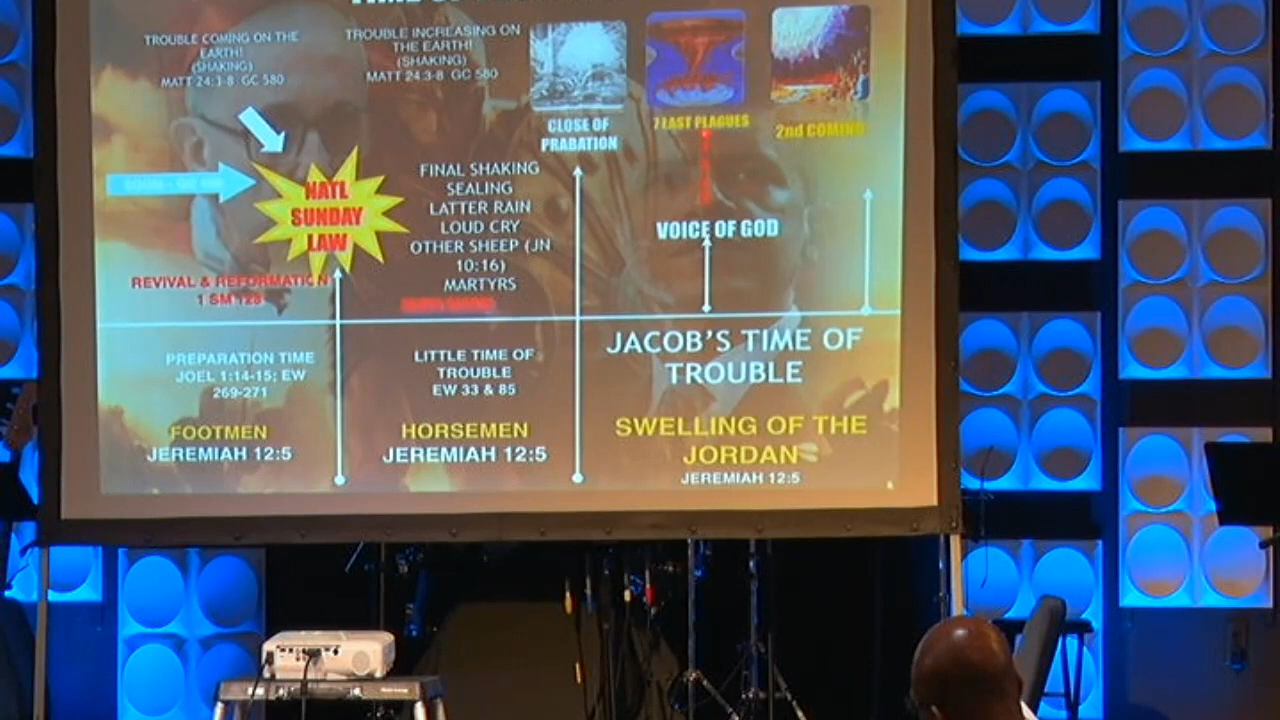 TROUBLE COMING ON THE
EARTH!
(SHAKING)
MATT 24:3-8 GC 580
TROUBLE INCREASING ON
THE EARTH!
(SHAKING)
MATT 24:3-8 GC 580
CLOSE OF
PRABATION
7 LAST PLAGUES
2nd COMING
NATL
SUNDAY
LAW
FINAL SHAKING
SEALING
LATTER RAIN
LOUD CRY
OTHER SHEEP (JN
10:16)
MARTYRS
VOICE OF GOD
REVIVAL & REFORMATION
1 SM 128
PREPARATION TIME
JOEL 1:14-15; EW
269-271
FOOTMEN
JEREMIAH 12:5
LITTLE TIME OF
TROUBLE
EW 33 & 85
HORSEMEN
JEREMIAH 12:5
JACOB'S TIME OF
TROUBLE
SWELLING OF THE
JORDAN
JEREMIAH 12:5